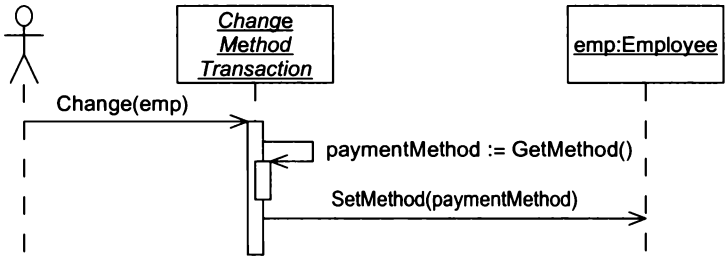 Change
Method
Transaction
emp:Employee
Change(emp)
paymentMethod := GetMethod()
SetMethod(paymentMethod)